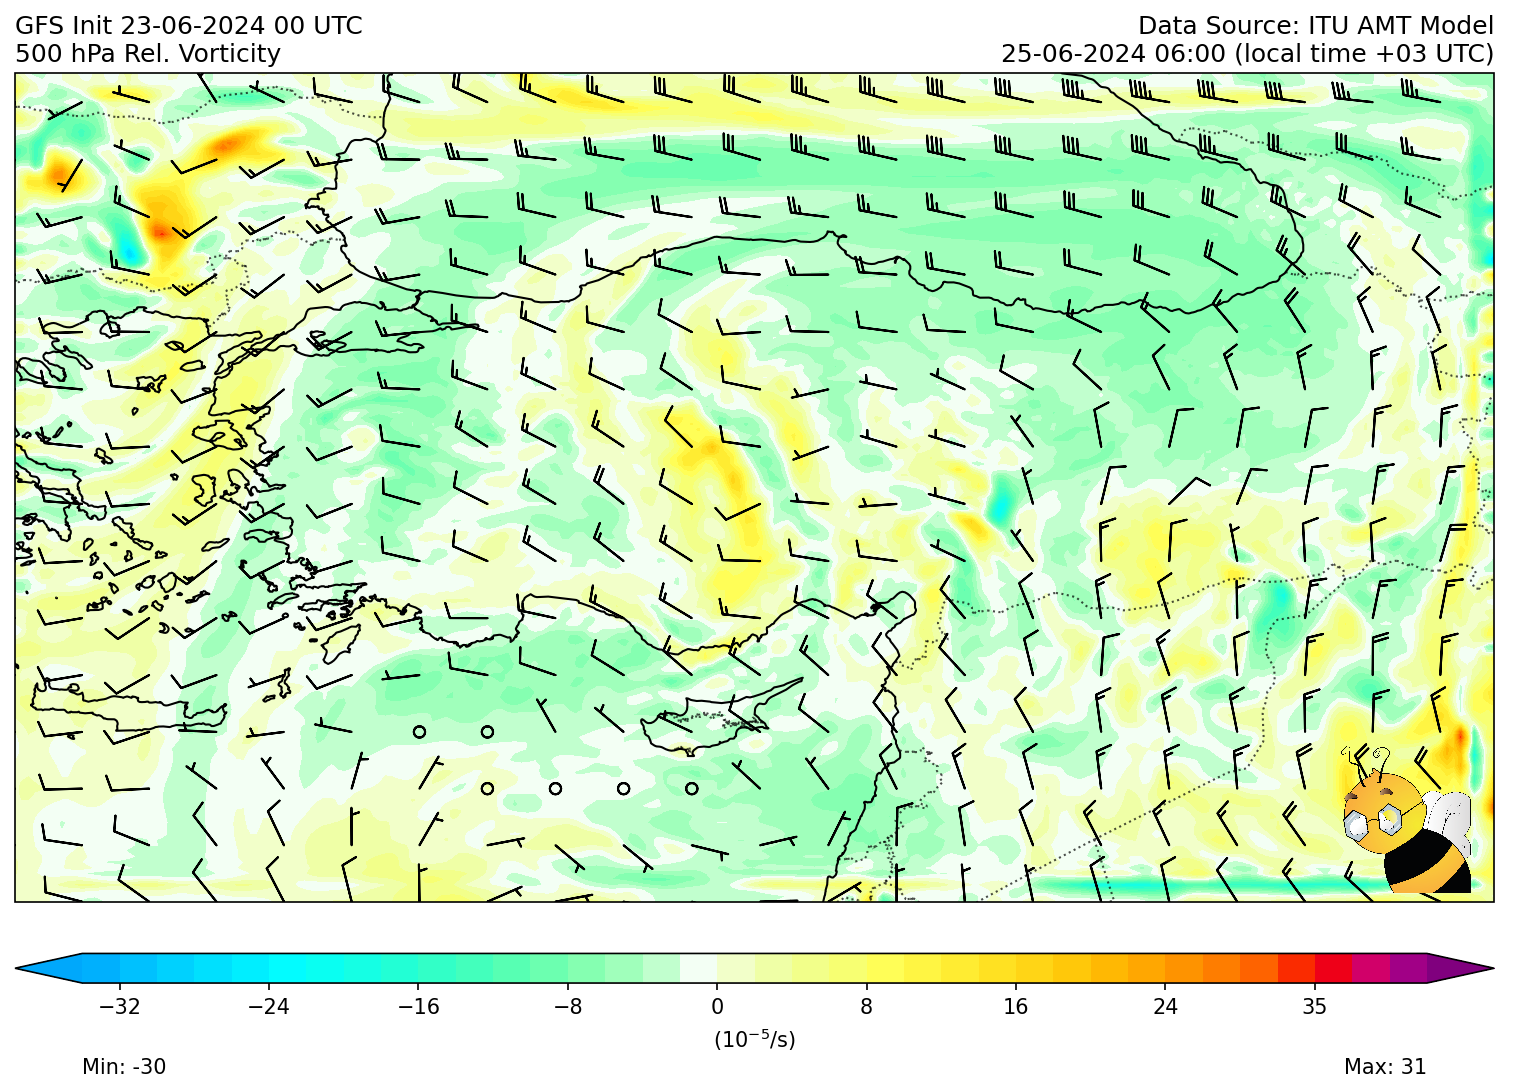 GFS Init 23-06-2024 00 UTC
Data Source: ITU AMT Model
500 hPa Rel. Vorticity
25-06-2024 06:00 (local time +03 UTC)
−32 −24 −16 −8 0 8 16 24 35
(10⁻⁵/s)
Min: -30
Max: 31